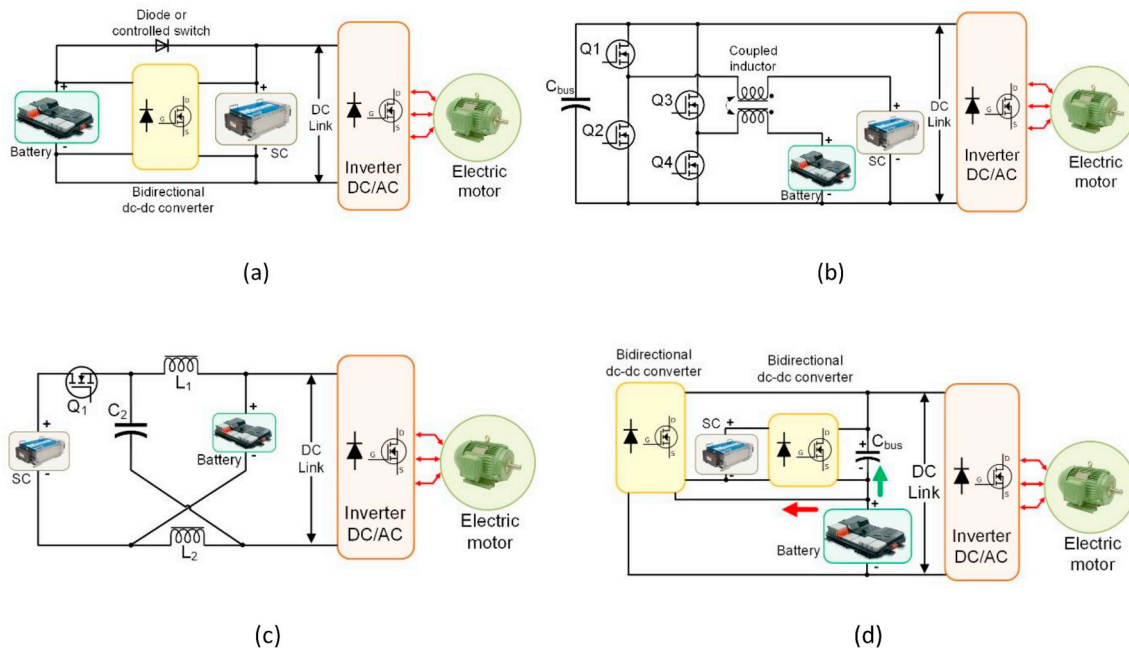 Diode or
controlled switch
+
+
Battery
-
G
D
S
SC
-
DC
Link
Bidirectional
dc-dc converter
G
D
S
Inverter
DC/AC
Electric
motor
(a)
Cbus
Q1
Q2
Q3
Q4
Coupled
inductor
+
Battery
-
+
SC
-
DC
Link
G
D
S
Inverter
DC/AC
Electric
motor
(b)
Q1
L1
+
SC
-
C2
+
Battery
-
L2
DC
Link
G
D
S
Inverter
DC/AC
Electric
motor
(c)
Bidirectional
dc-dc converter
Bidirectional
dc-dc converter
G
D
S
SC
+
-
G
D
S
+
Cbus
-
+
Battery
-
DC
Link
G
D
S
Inverter
DC/AC
Electric
motor
(d)